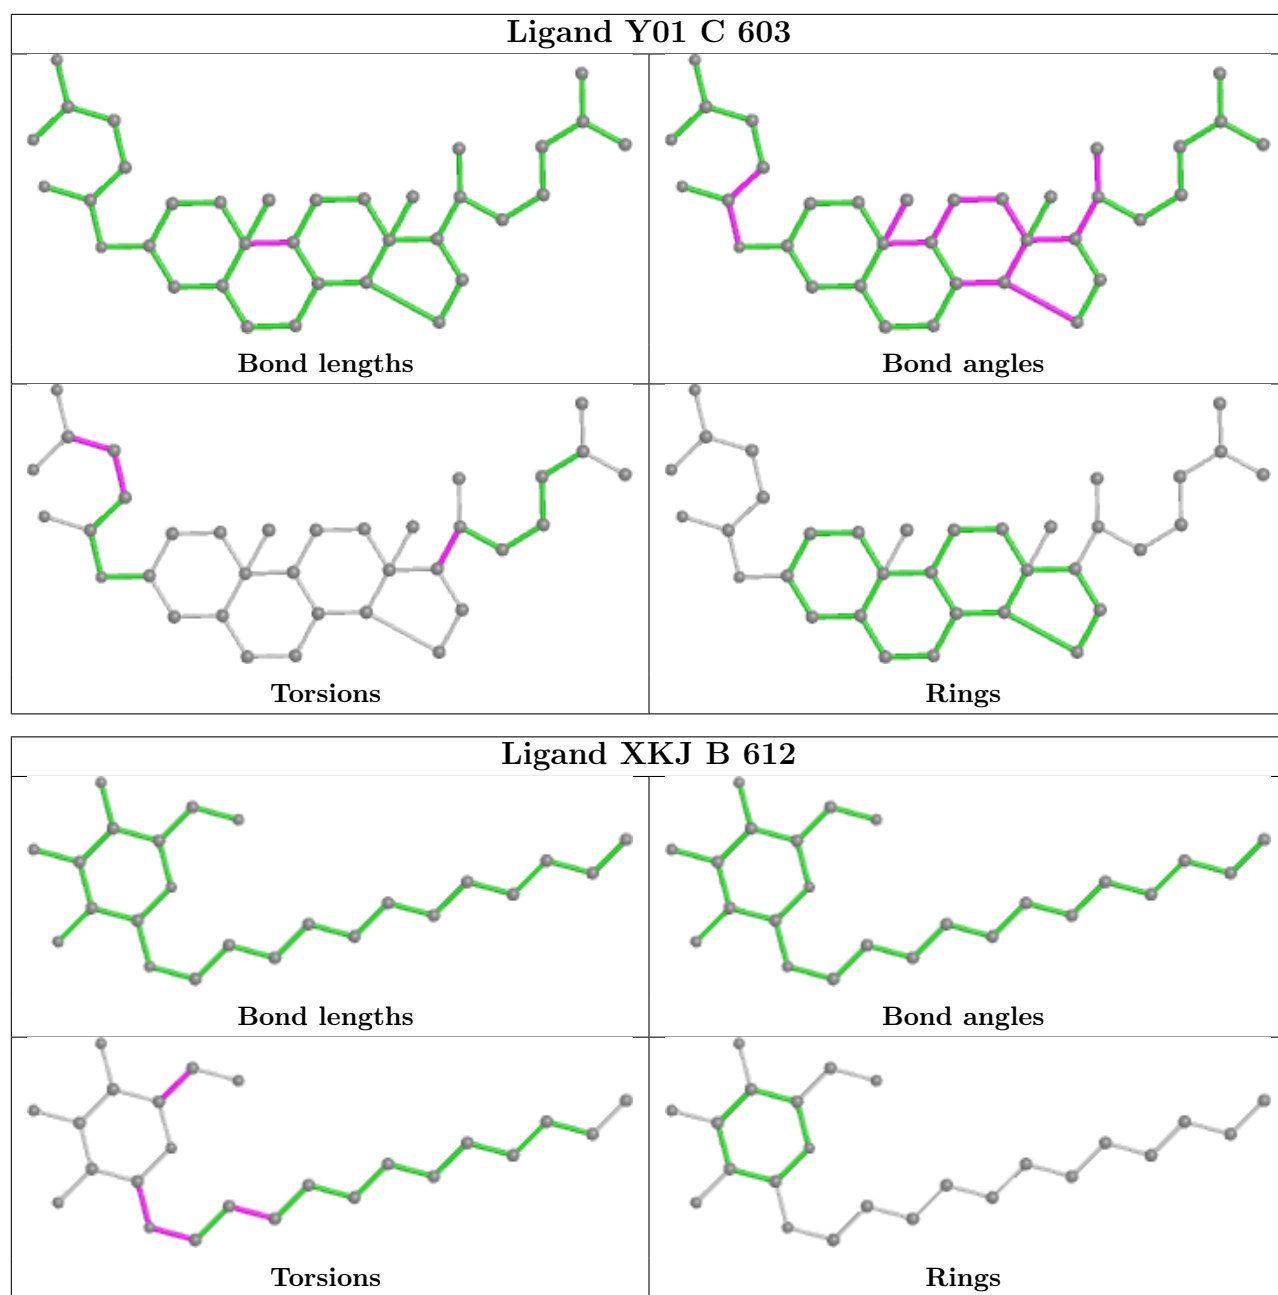 Ligand Y01 C 603
Bond lengths
Bond angles
Torsions
Rings
Ligand XKJ B 612
Bond lengths
Bond angles
Torsions
Rings